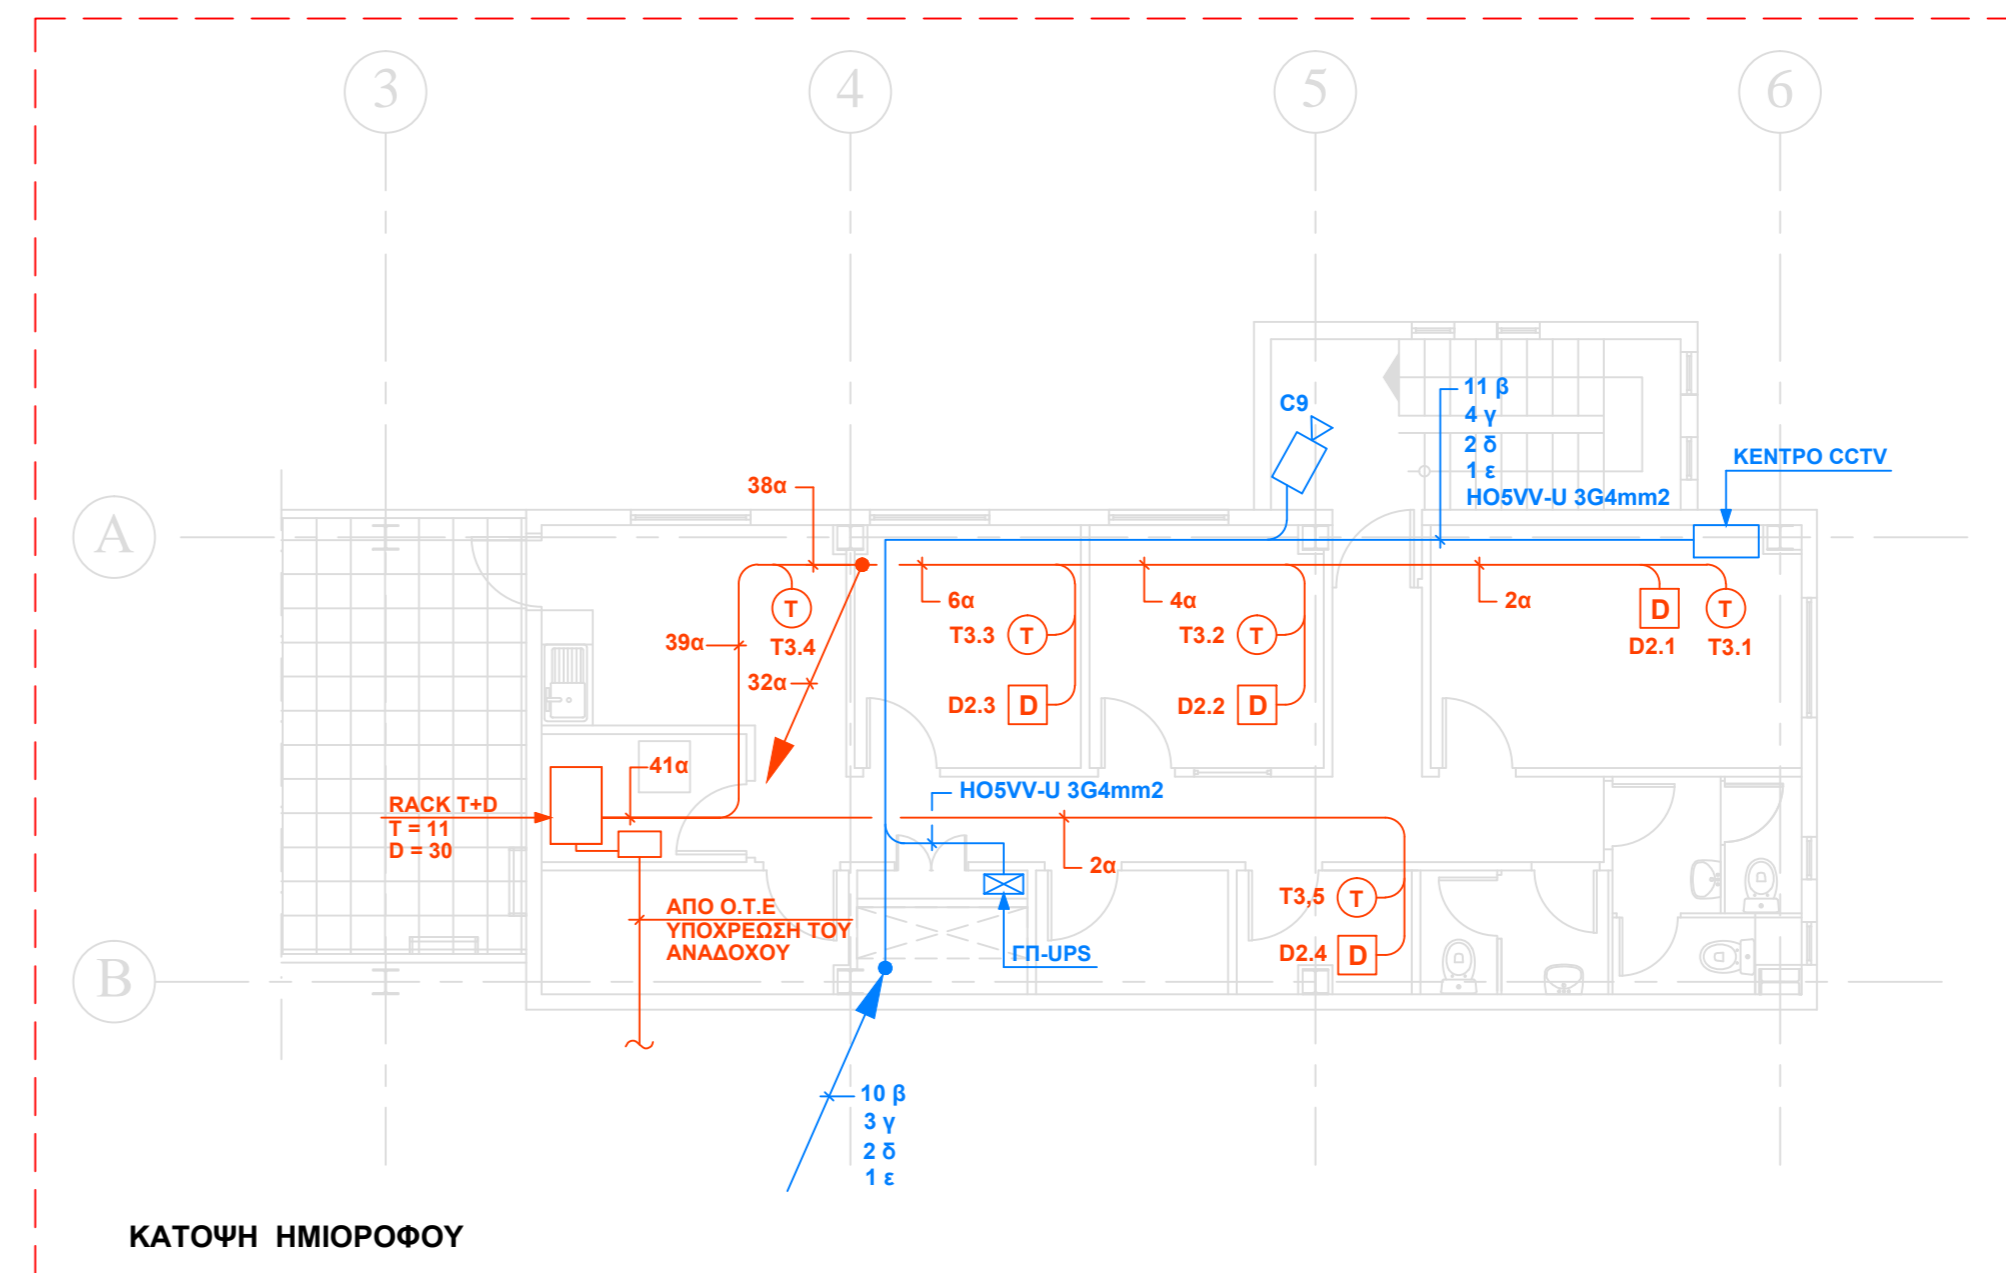 3
4
5
6
C9
11 β
4 γ
2 δ
1 ε
HO5VV-U 3G4mm2
ΚΕΝΤΡΟ CCTV
38α
A
6α
4α
2α
39α
T
T3.4
T3.3
T
T3.2
T
D
D2.1
T
T3.1
32α
D2.3
D
D2.2
D
41α
HO5VV-U 3G4mm2
RACK T+D
T = 11
D = 30
2α
ΑΠΟ Ο.Τ.Ε
ΥΠΟΧΡΕΩΣΗ ΤΟΥ
ΑΝΑΔΟΧΟΥ
T3,5
T
ΓΠ-UPS
D2.4
D
B
10 β
3 γ
2 δ
1 ε
ΚΑΤΟΨΗ ΗΜΙΟΡΟΦΟΥ